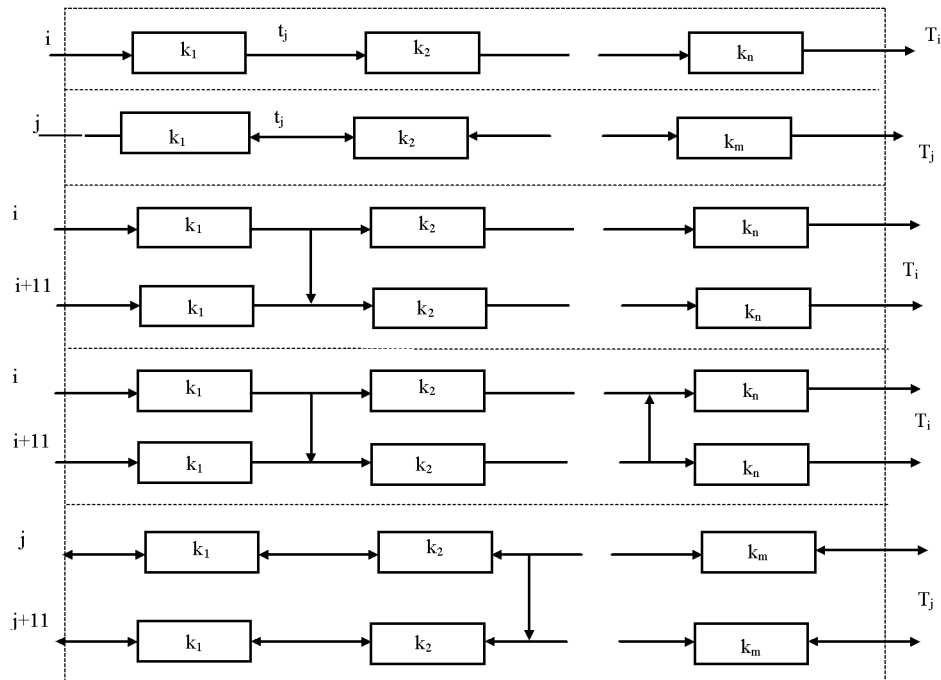 i k₁ tⱼ k₂ kₙ Tᵢ
j k₁ tⱼ k₂ kₘ Tⱼ
i k₁ k₂ kₙ
Tᵢ
i+11 k₁ k₂ kₙ
i k₁ k₂ kₙ
Tᵢ
i+11 k₁ k₂ kₙ
j k₁ k₂ kₘ
Tⱼ
j+11 k₁ k₂ kₘ